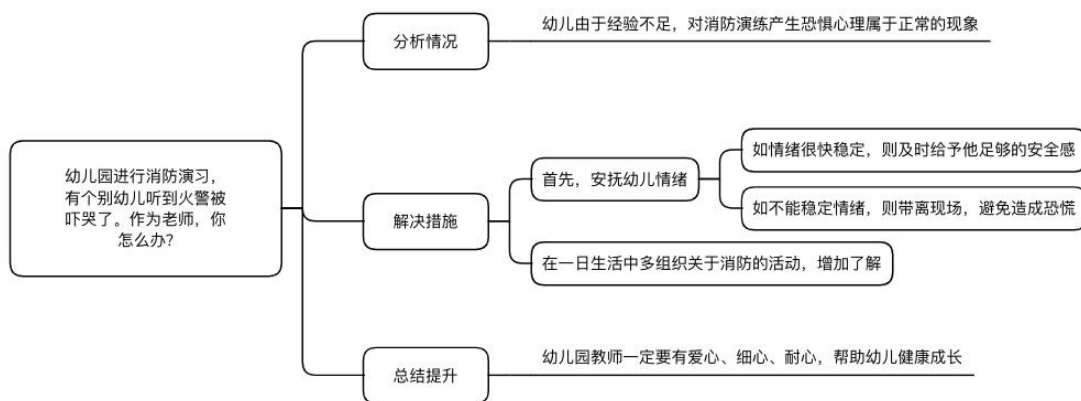 幼儿园进行消防演习，
有个别幼儿听到火警被
吓哭了。作为老师，你
怎么办？
分析情况
幼儿由于经验不足，对消防演练产生恐惧心理属于正常的现象
解决措施
首先，安抚幼儿情绪
如情绪很快稳定，则及时给予他足够的安全感
如不能稳定情绪，则带离现场，避免造成恐慌
在一日生活中多组织关于消防的活动，增加了解
总结提升
幼儿园教师一定要有爱心、细心、耐心，帮助幼儿健康成长